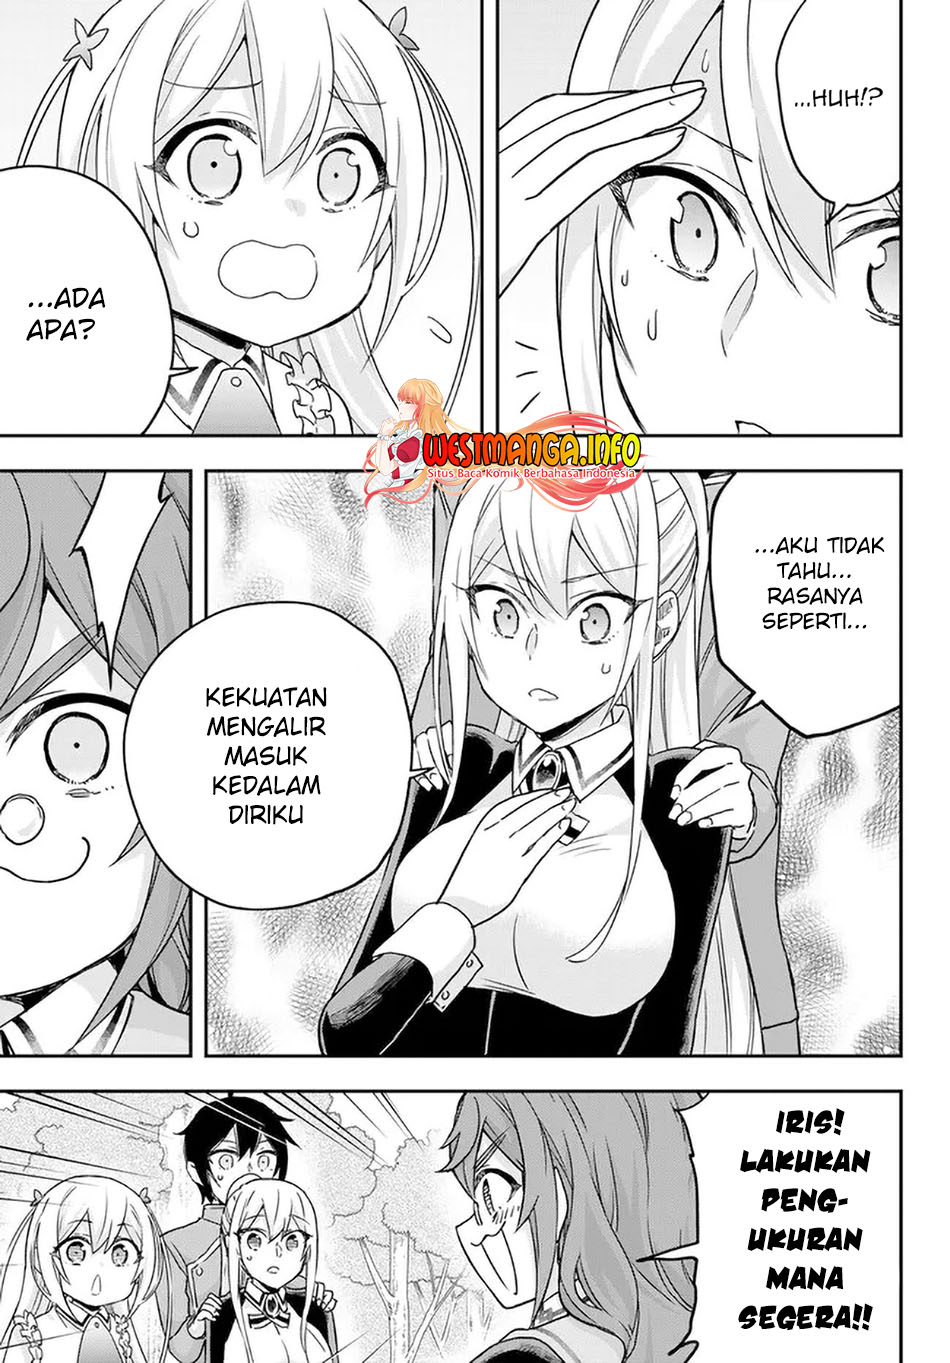 ...HUH!?
...ADA
APA?
WESTMANGA.INFO
Situs Baca Komik Berbahasa Indonesia
...AKU TIDAK
TAHU...
RASANYA
SEPERTI...
KEKUATAN
MENGALIR
MASUK
KEDALAM
DIRIKU
IRIS!
LAKUKAN
PENG-
UKURAN
MANA
SEGERA!!